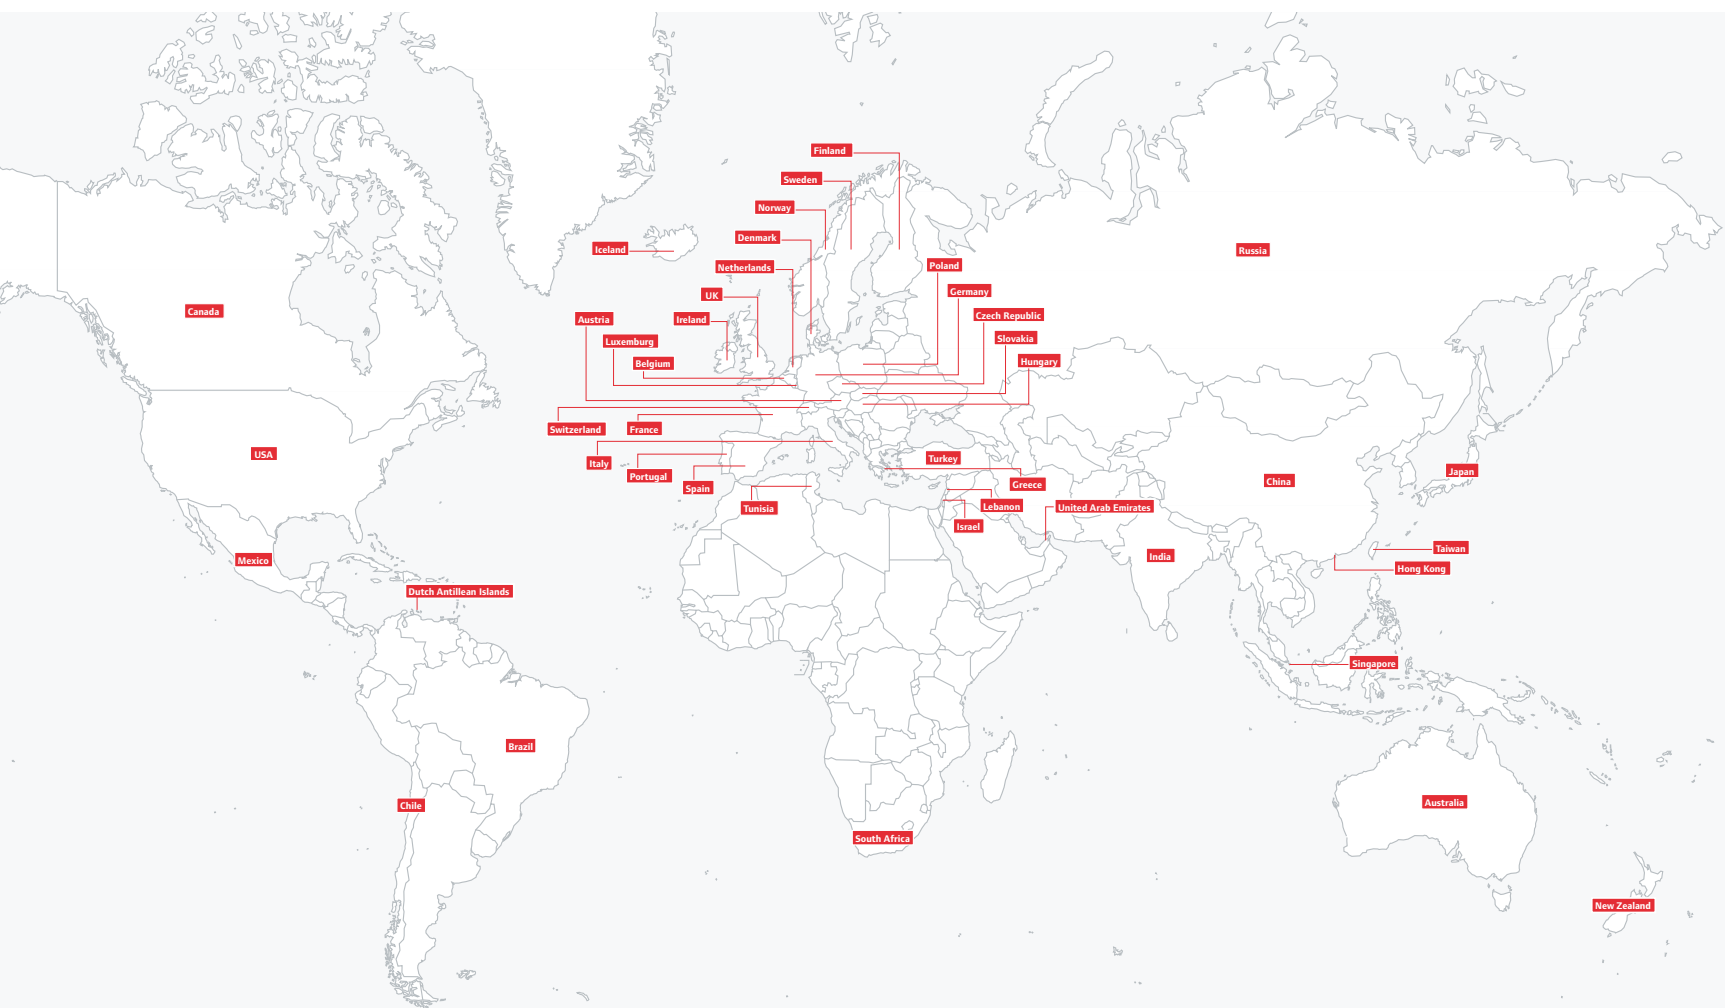 Finland
Sweden
Norway
Denmark
Iceland
Russia
Poland
Netherlands
Germany
UK
Canada
Czech Republic
Austria
Ireland
Slovakia
Luxemburg
Hungary
Belgium
Switzerland
France
USA
Turkey
Italy
Japan
Portugal
China
Greece
Spain
Lebanon
Tunisia
United Arab Emirates
Israel
Taiwan
India
Mexico
Hong Kong
Dutch Antillean Islands
Singapore
Brazil
Australia
Chile
South Africa
New Zealand